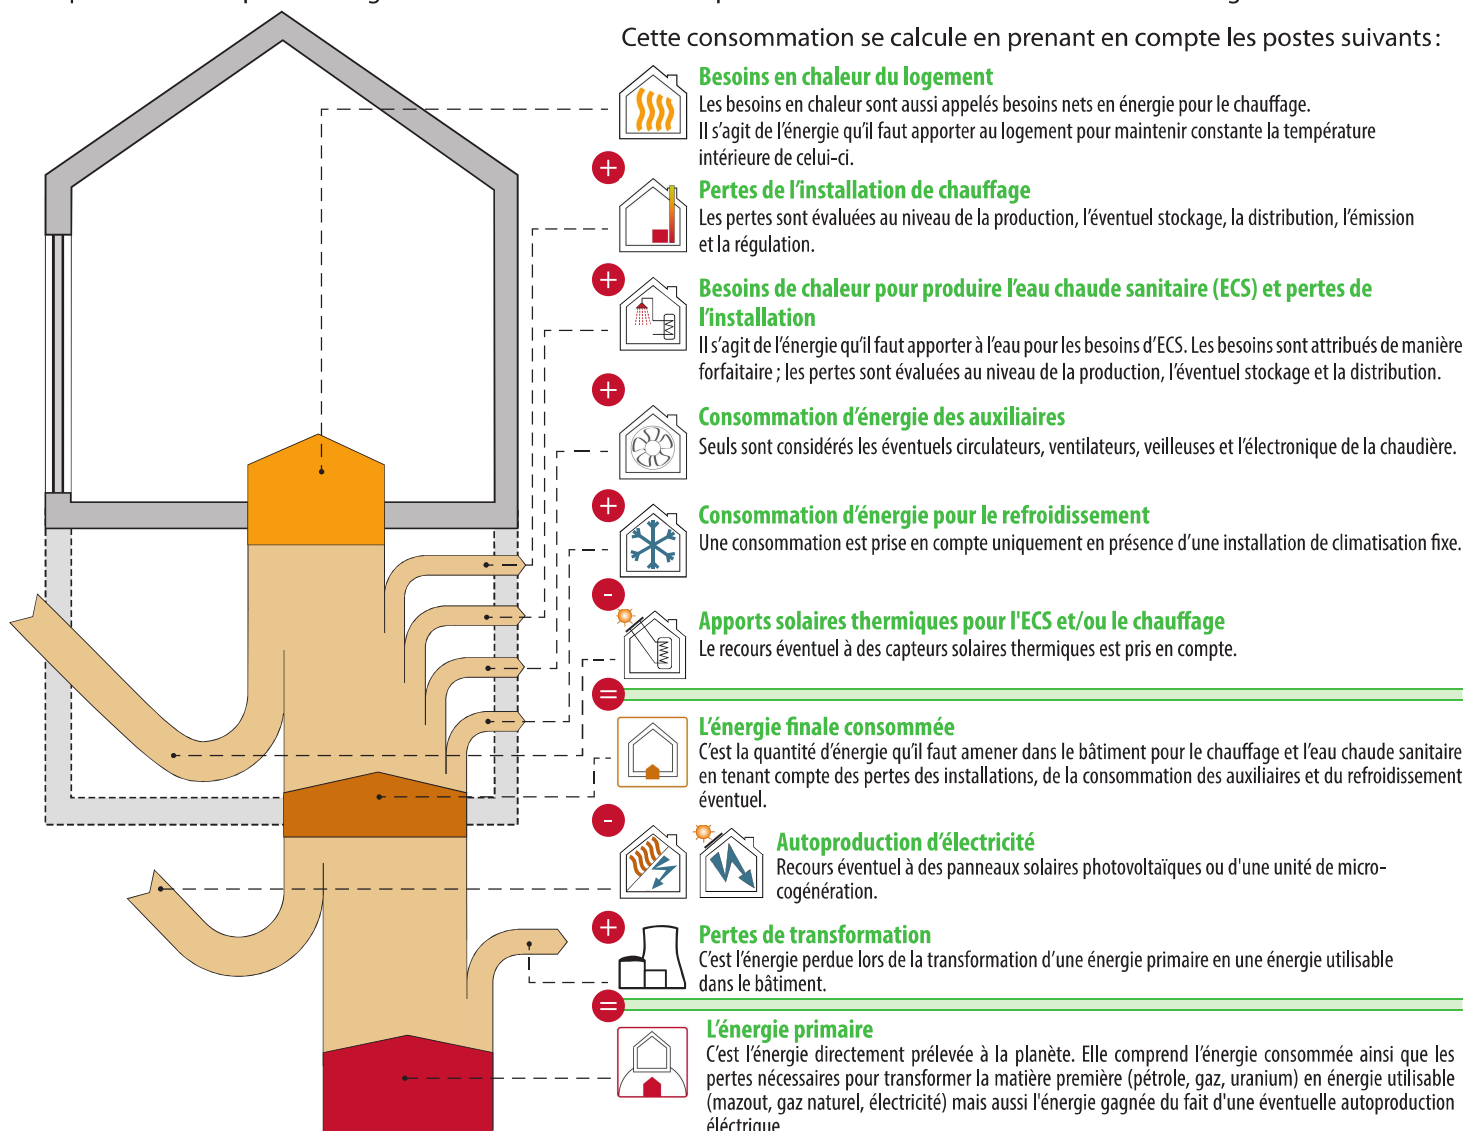 Cette consommation se calcule en prenant en compte les postes suivants :
Besoins en chaleur du logement
Les besoins en chaleur sont aussi appelés besoins nets en énergie pour le chauffage.
Il s'agit de l'énergie qu'il faut apporter au logement pour maintenir constante la température
intérieure de celui-ci.
+
Pertes de l'installation de chauffage
Les pertes sont évaluées au niveau de la production, l'éventuel stockage, la distribution, l'émission
et la régulation.
+
Besoins de chaleur pour produire l'eau chaude sanitaire (ECS) et pertes de
l'installation
Il s'agit de l'énergie qu'il faut apporter à l'eau pour les besoins d'ECS. Les besoins sont attribués de manière
forfaitaire ; les pertes sont évaluées au niveau de la production, l'éventuel stockage et la distribution.
+
Consommation d'énergie des auxiliaires
Seuls sont considérés les éventuels circulateurs, ventilateurs, veilleuses et l'électronique de la chaudière.
+
Consommation d'énergie pour le refroidissement
Une consommation est prise en compte uniquement en présence d'une installation de climatisation fixe.
-
Apports solaires thermiques pour l'ECS et/ou le chauffage
Le recours éventuel à des capteurs solaires thermiques est pris en compte.
=
L'énergie finale consommée
C'est la quantité d'énergie qu'il faut amener dans le bâtiment pour le chauffage et l'eau chaude sanitaire
en tenant compte des pertes des installations, de la consommation des auxiliaires et du refroidissement
éventuel.
-
Autoproduction d'électricité
Recours éventuel à des panneaux solaires photovoltaïques ou d'une unité de micro-
cogénération.
+
Pertes de transformation
C'est l'énergie perdue lors de la transformation d'une énergie primaire en une énergie utilisable
dans le bâtiment.
=
L'énergie primaire
C'est l'énergie directement prélevée à la planète. Elle comprend l'énergie consommée ainsi que les
pertes nécessaires pour transformer la matière première (pétrole, gaz, uranium) en énergie utilisable
(mazout, gaz naturel, électricité) mais aussi l'énergie gagnée du fait d'une éventuelle autoproduction
éléctrique